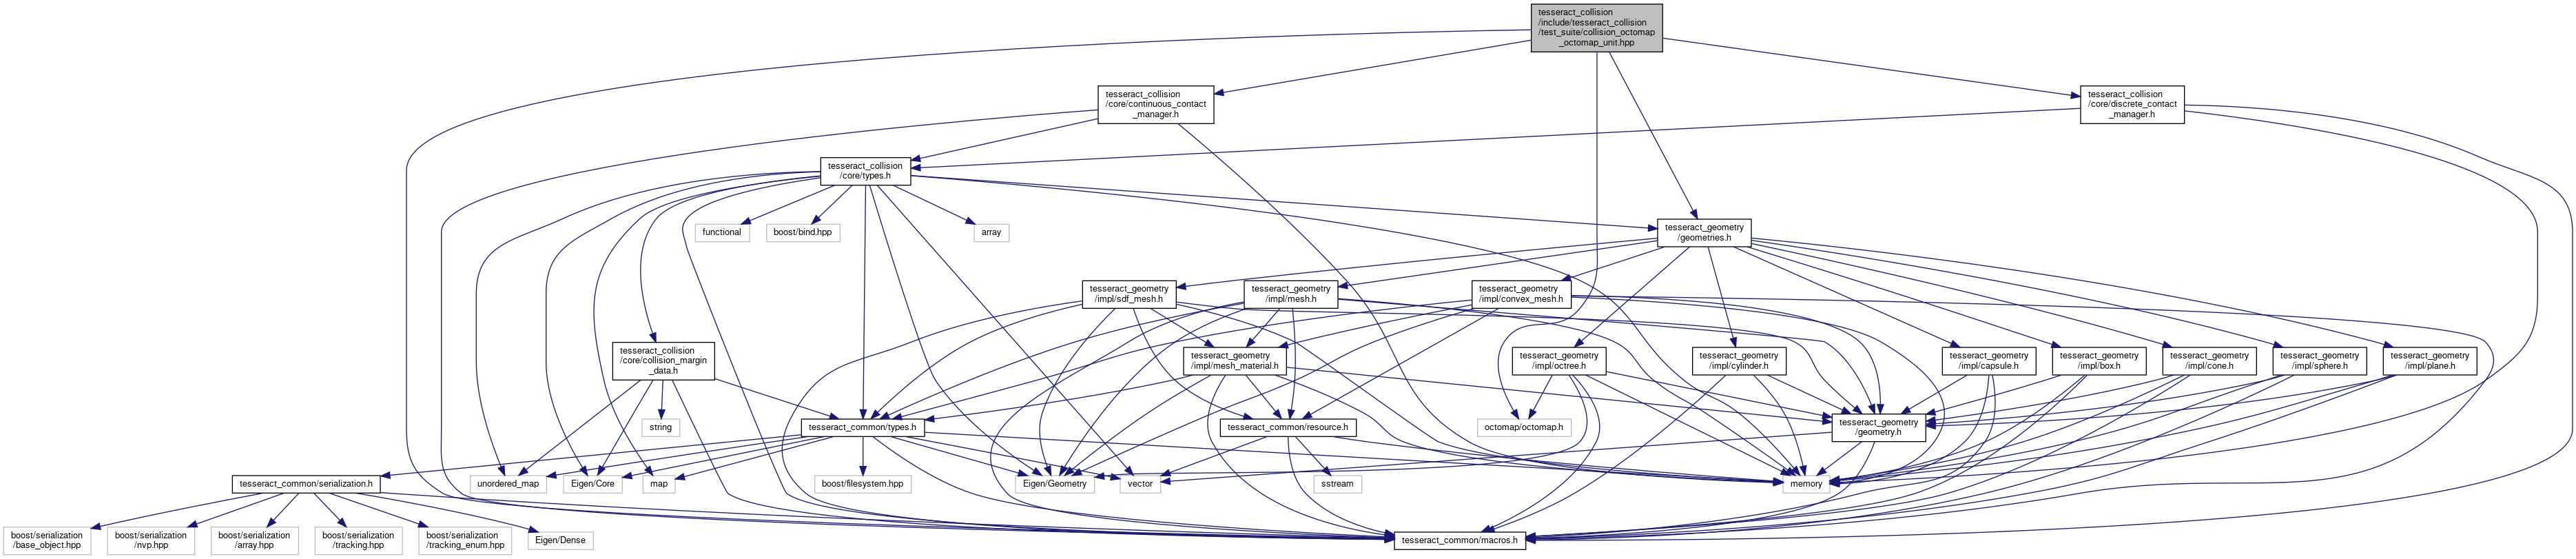 tesseract_collision
/include/tesseract_collision
/test_suite/collision_octomap
_octomap_unit.hpp
tesseract_collision
/core/continuous_contact
_manager.h
tesseract_collision
/core/discrete_contact
_manager.h
tesseract_collision
/core/types.h
functional
boost/bind.hpp
array
tesseract_geometry
/geometries.h
tesseract_geometry
/impl/sdf_mesh.h
tesseract_geometry
/impl/mesh.h
tesseract_geometry
/impl/convex_mesh.h
tesseract_collision
/core/collision_margin
_data.h
tesseract_geometry
/impl/mesh_material.h
tesseract_geometry
/impl/octree.h
tesseract_geometry
/impl/cylinder.h
tesseract_geometry
/impl/capsule.h
tesseract_geometry
/impl/box.h
tesseract_geometry
/impl/cone.h
tesseract_geometry
/impl/sphere.h
tesseract_geometry
/impl/plane.h
string
tesseract_common/types.h
tesseract_common/resource.h
octomap/octomap.h
tesseract_geometry
/geometry.h
tesseract_common/serialization.h
unordered_map
Eigen/Core
map
boost/filesystem.hpp
Eigen/Geometry
vector
sstream
memory
boost/serialization
/base_object.hpp
boost/serialization
/nvp.hpp
boost/serialization
/array.hpp
boost/serialization
/tracking.hpp
boost/serialization
/tracking_enum.hpp
Eigen/Dense
tesseract_common/macros.h